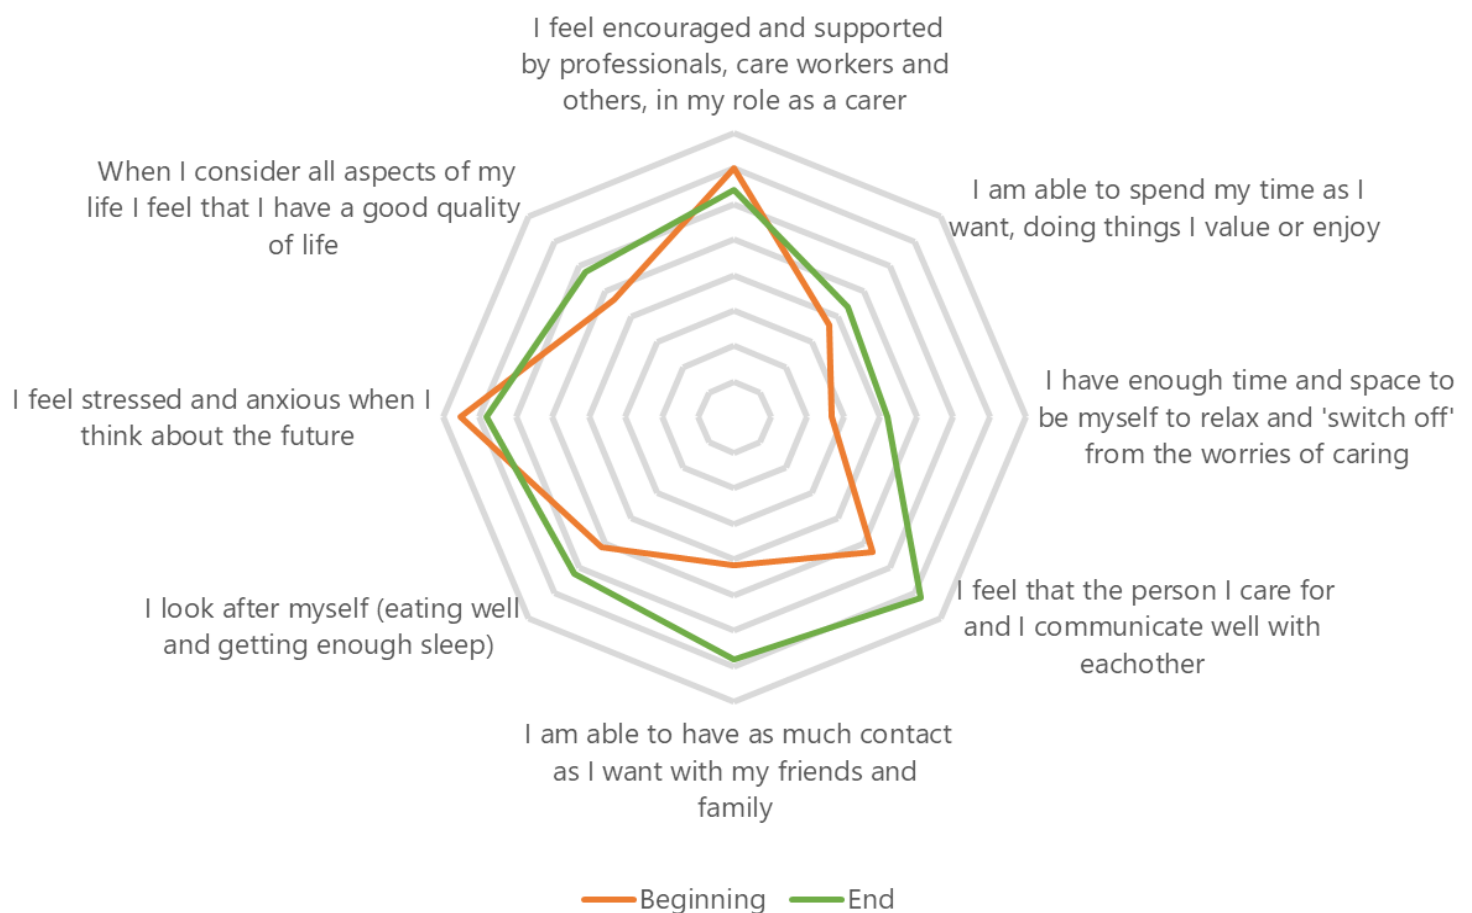 I feel encouraged and supported
by professionals, care workers and
others, in my role as a carer
I am able to spend my time as I
want, doing things I value or enjoy
I have enough time and space to
be myself to relax and 'switch off'
from the worries of caring
I feel that the person I care for
and I communicate well with
eachother
I am able to have as much contact
as I want with my friends and
family
I look after myself (eating well
and getting enough sleep)
I feel stressed and anxious when I
think about the future
When I consider all aspects of my
life I feel that I have a good quality
of life
Beginning End